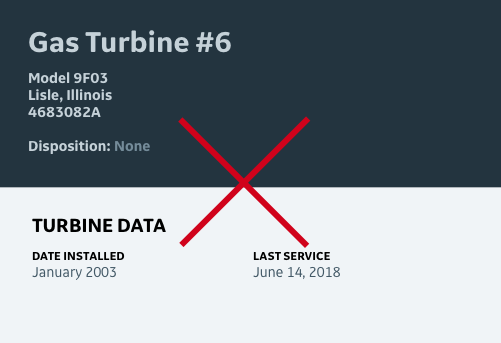 Gas Turbine #6
Model 9F03
Lisle, Illinois
4683082A
Disposition: None
TURBINE DATA
DATE INSTALLED
January 2003
LAST SERVICE
June 14, 2018